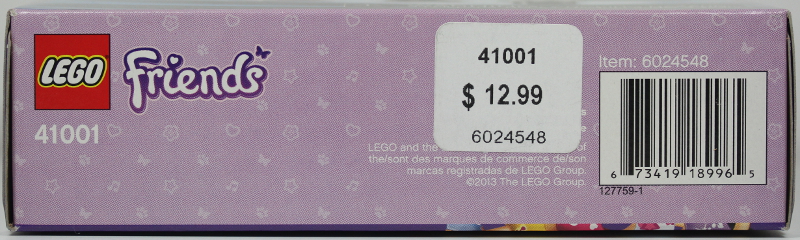 LEGO
Friends
41001
41001
$ 12.99
6024548
LEGO and the of
the/sont des marques de commerce de/son
marcas registradas de LEGO Group.
©2013 The LEGO Group.
Item: 6024548
6 73419 18996 5
127759-1